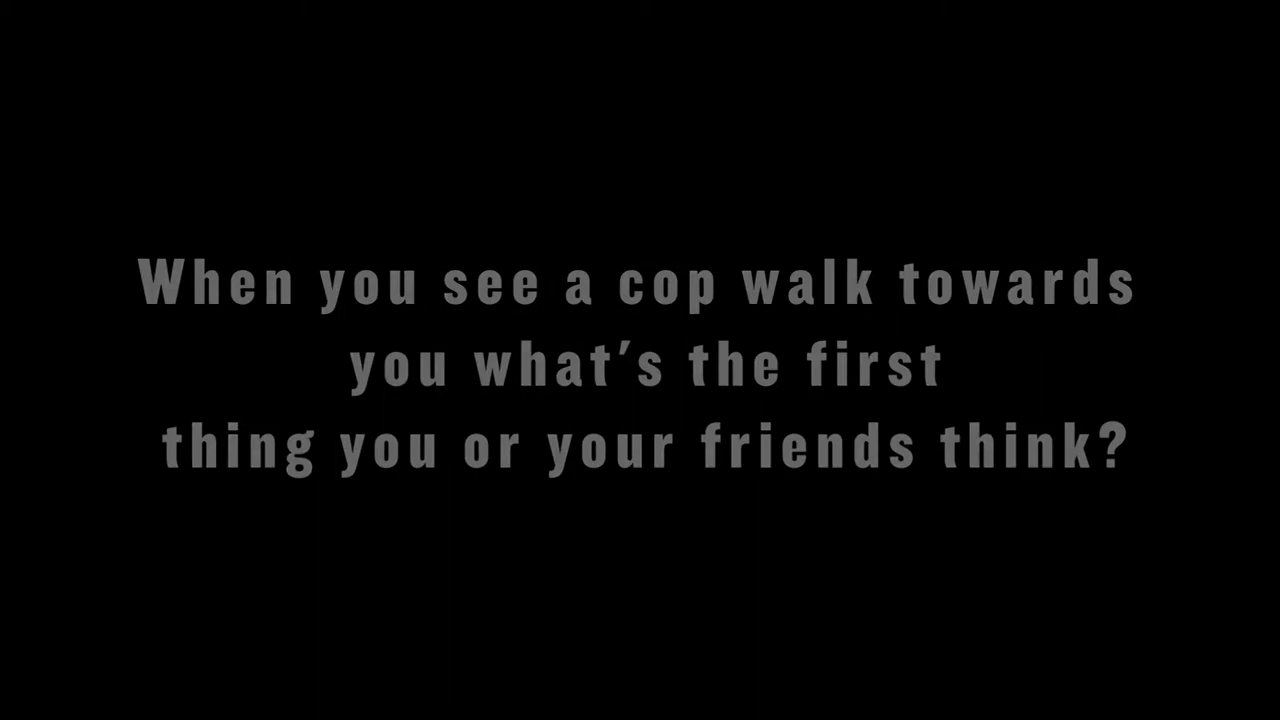 When you see a cop walk towards
you what's the first
thing you or your friends think?